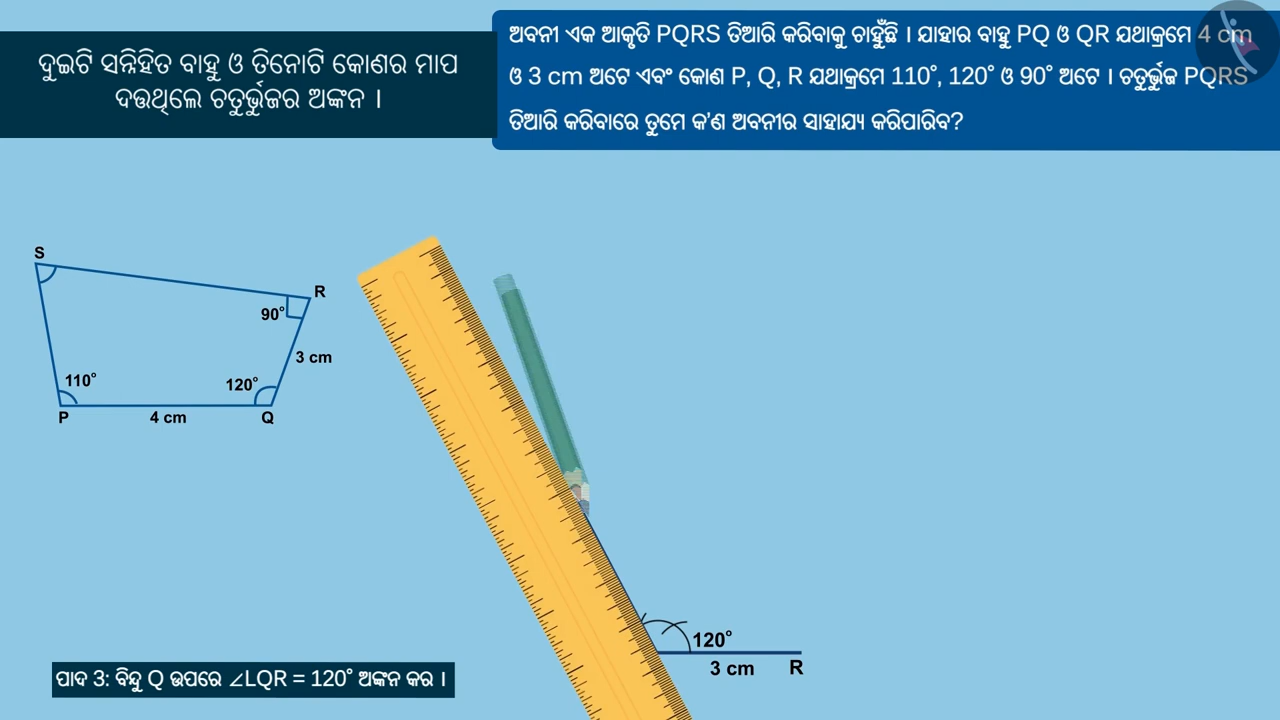 ଦୁଇଟି ସନ୍ନିହିତ ବାହୁ ଓ ତିନୋଟି କୋଣର ମାପ
ଦଉଥିଲେ ଚତୁର୍ଭୁଜର ଅଙ୍କନ ।
ଅବନୀ ଏକ ଆକୃତି PQRS ତିଆରି କରିବାକୁ ଚାହୁଁଛି । ଯାହାର ବାହୁ PQ ଓ QR ଯଥାକ୍ରମେ 4 cm
ଓ 3 cm ଅଟେ ଏବଂ କୋଣ P, Q, R ଯଥାକ୍ରମେ 110°, 120° ଓ 90° ଅଟେ । ଚତୁର୍ଭୁଜ PQRS
ତିଆରି କରିବାରେ ତୁମେ କ'ଣ ଅବନୀର ସାହାଯ୍ୟ କରିପାରିବ?
S
R
90°
3 cm
110°
120°
P
4 cm
Q
120°
3 cm
R
ପାଦ 3: ବିନ୍ଦୁ Q ଉପରେ ∠LQR = 120° ଅଙ୍କନ କର ।